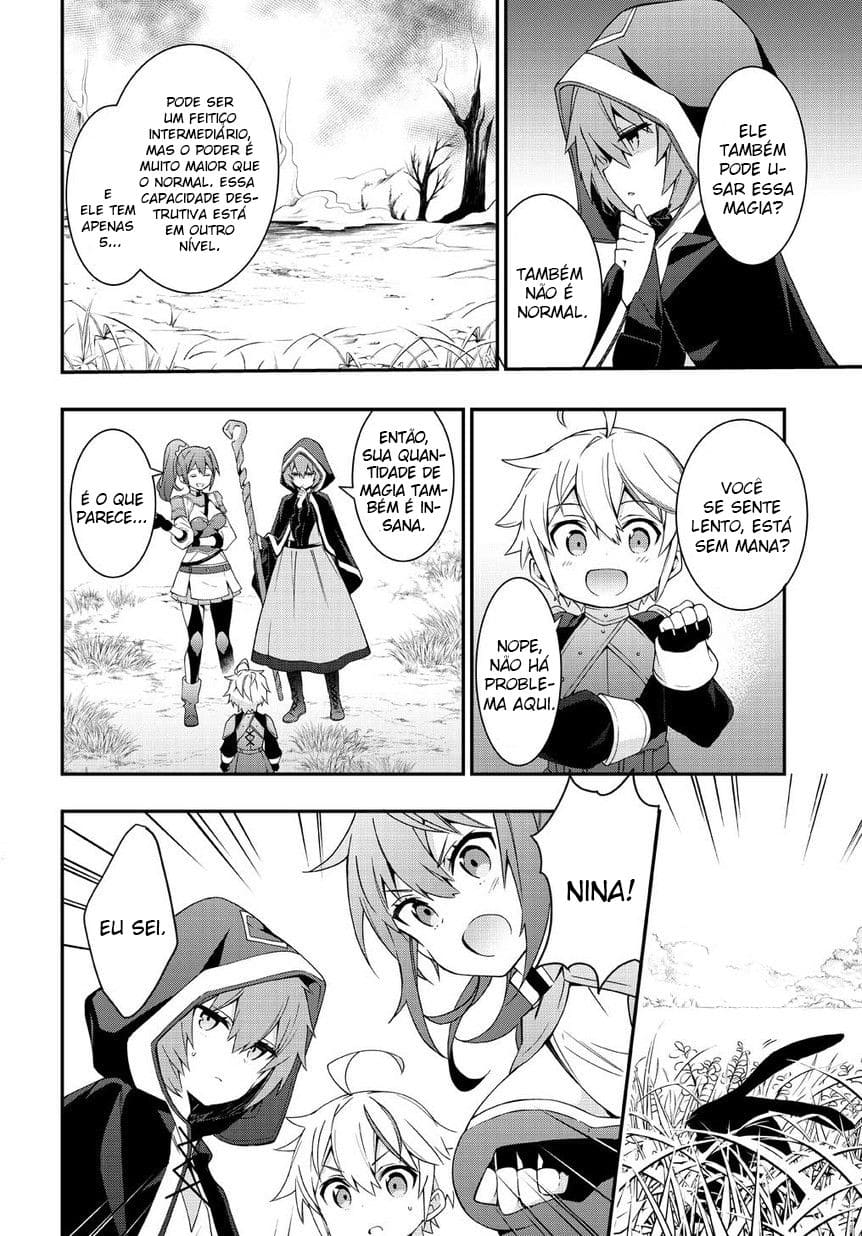 ELE
TAMBÉM
PODE U-
SAR ESSA
MAGIA?
TAMBÉM
NÃO É
NORMAL.
PODE SER
UM FEITIÇO
INTERMEDIÁRIO,
MAS O PODER É
MUITO MAIOR QUE
O NORMAL. ESSA
CAPACIDADE DES-
TRUTIVA ESTÁ
EM OUTRO
NÍVEL.
E
ELE TEM
APENAS
5...
VOCÊ
SE SENTE
LENTO, ESTÁ
SEM MANA?
NOPE,
NÃO HÁ
PROBLE-
MA AQUI.
ENTÃO,
SUA QUAN-
TIDADE DE
MAGIA TAM-
BÉM É IN-
SANA.
É O QUE
PARECE...
NINA!
EU SEI.